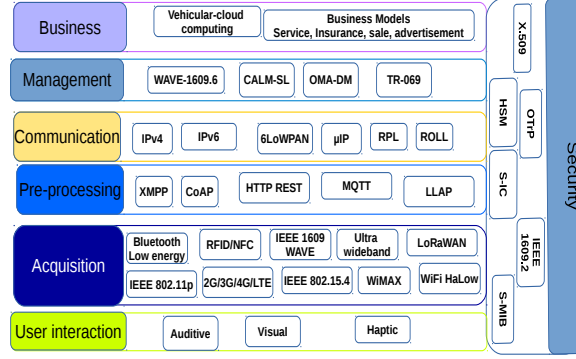 Business
Vehicular-cloud
computing
Business Models
Service, Insurance, sale, advertisement
Management
WAVE-1609.6
CALM-SL
OMA-DM
TR-069
Communication
IPv4
IPv6
6LoWPAN
µIP
RPL
ROLL
Pre-processing
XMPP
CoAP
HTTP REST
MQTT
LLAP
Acquisition
Bluetooth
Low energy
RFID/NFC
IEEE 1609
WAVE
Ultra
wideband
LoRaWAN
IEEE 802.11p
2G/3G/4G/LTE
IEEE 802.15.4
WiMAX
WiFi HaLow
User interaction
Auditive
Visual
Haptic
X.509
HSM
OTrP
S-IC
IEEE
1609.2
S-MIB
Security